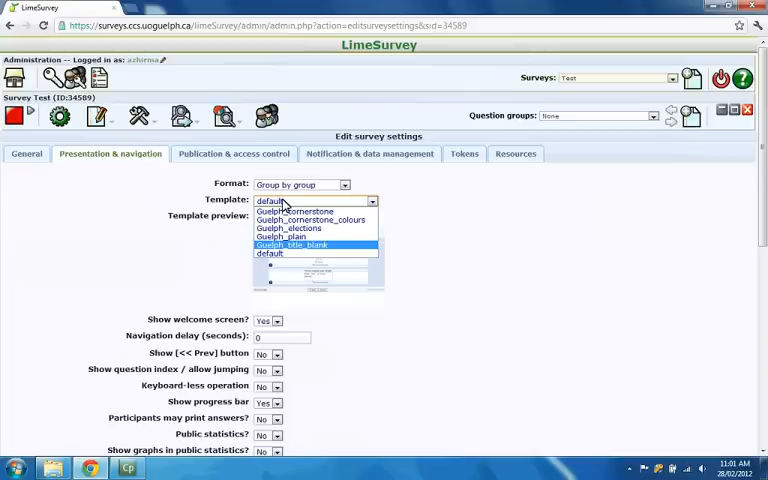 LimeSurvey
https://surveys.ccs.uoguelph.ca/limesurvey/admin/admin.php?action=editsurveysettings&sid=34589
LimeSurvey
Administration -- Logged in as: azhirma
Surveys: Test
Survey Test (ID:34589)
Question groups: None
Edit survey settings
General
Presentation & navigation
Publication & access control
Notification & data management
Tokens
Resources
Format: Group by group
Template: default
Guelph_cornerstone
Template preview:
Guelph_cornerstone_colours
Guelph_elections
Guelph_plain
Guelph_title_blank
default
Show welcome screen? Yes
Navigation delay (seconds): 0
Show [<< Prev] button No
Show question index / allow jumping No
Keyboard-less operation No
Show progress bar Yes
Participants may print answers? No
Public statistics? No
Show graphs in public statistics? No
Cp
11:01 AM
28/02/2012